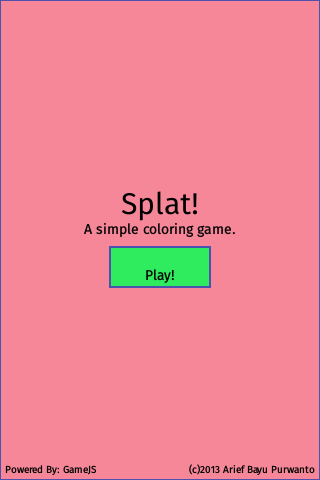 Splat!
A simple coloring game.
Play!
Powered By: GameJS
(c)2013 Arief Bayu Purwanto